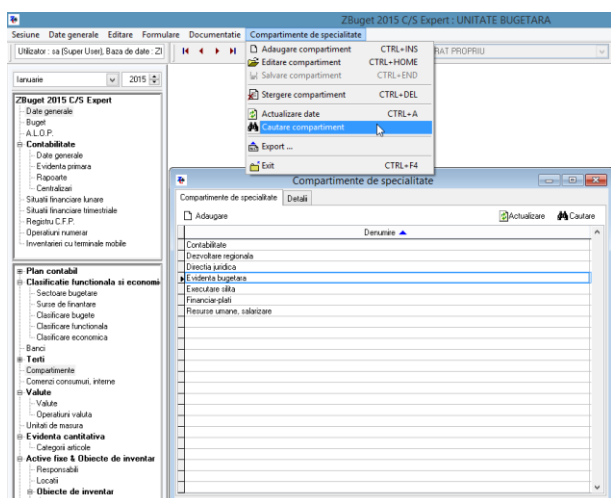 ZBuget 2015 C/S Expert : UNITATE BUGETARA
Sesiune Date generale Editare Formulare Documentatie Compartimente de specialitate
Utilizator : sa (Super User), Baza de date : ZI
RAT PROPRIU
Adaugare compartiment CTRL+INS
Editare compartiment CTRL+HOME
Salvare compartiment CTRL+END
Stergere compartiment CTRL+DEL
Actualizare date CTRL+A
Cautare compartiment
Export ...
Exit CTRL+F4
Ianuarie 2015
ZBuget 2015 C/S Expert
Date generale
Buget
A.L.O.P.
Contabilitate
Date generale
Evidenta primara
Rapoarte
Centralizari
Situatii financiare lunare
Situatii financiare trimestriale
Registru C.F.P.
Operatiuni numerar
Inventarieri cu terminale mobile
Plan contabil
Clasificatie functionala si economi
Sectoare bugetare
Surse de finantare
Clasificare bugete
Clasificare functionala
Clasificare economica
Banci
Terti
Compartimente
Comenzi consumuri, interne
Valute
Valute
Operatiuni valuta
Unitati de masura
Evidenta cantitativa
Categorii articole
Active fixe & Obiecte de inventar
Responsabili
Locatii
Obiecte de inventar
Compartimente de specialitate
Compartimente de specialitate Detalii
Adaugare Actualizare Cautare
Denumire
Contabilitate
Dezvoltare regionala
Directia juridica
Evidenta bugetara
Executare silita
Financiar-plati
Resurse umane, salarizare